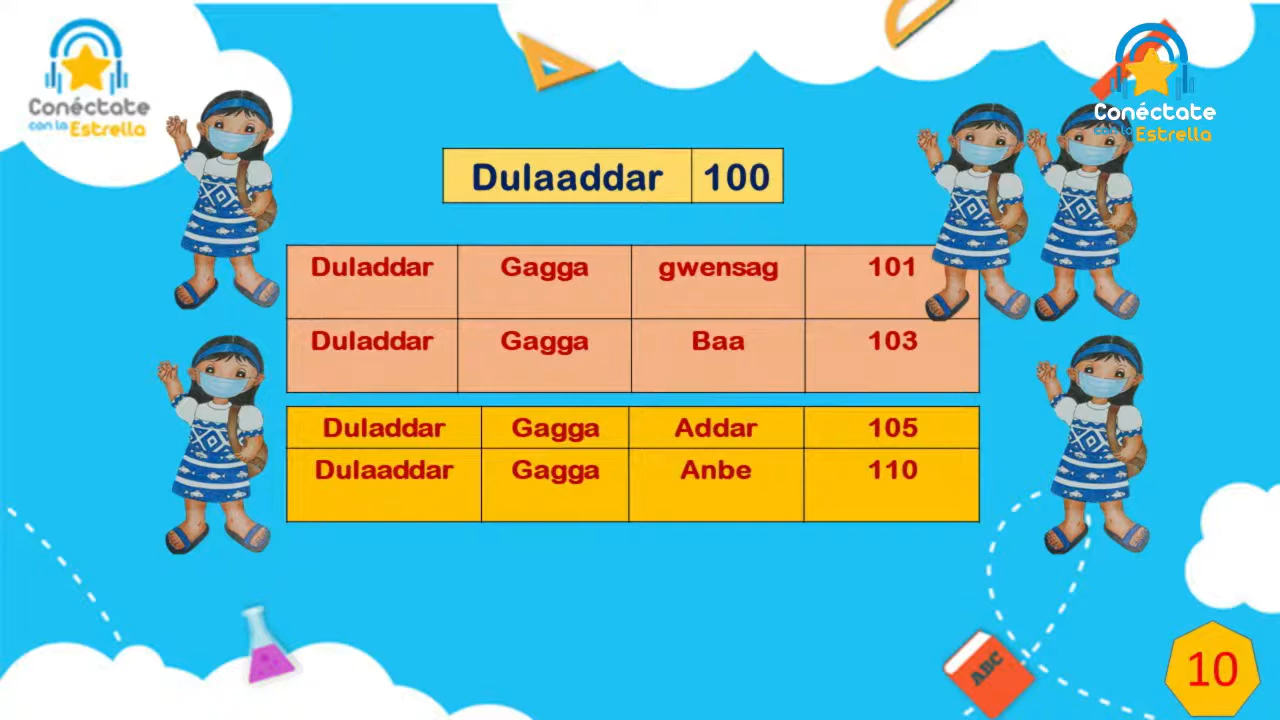 Conéctate
con la Estrella
Conéctate
con la Estrella
Dulaaddar 100
Duladdar Gagga gwensag 101
Duladdar Gagga Baa 103
Duladdar Gagga Addar 105
Dulaaddar Gagga Anbe 110
ABC
10